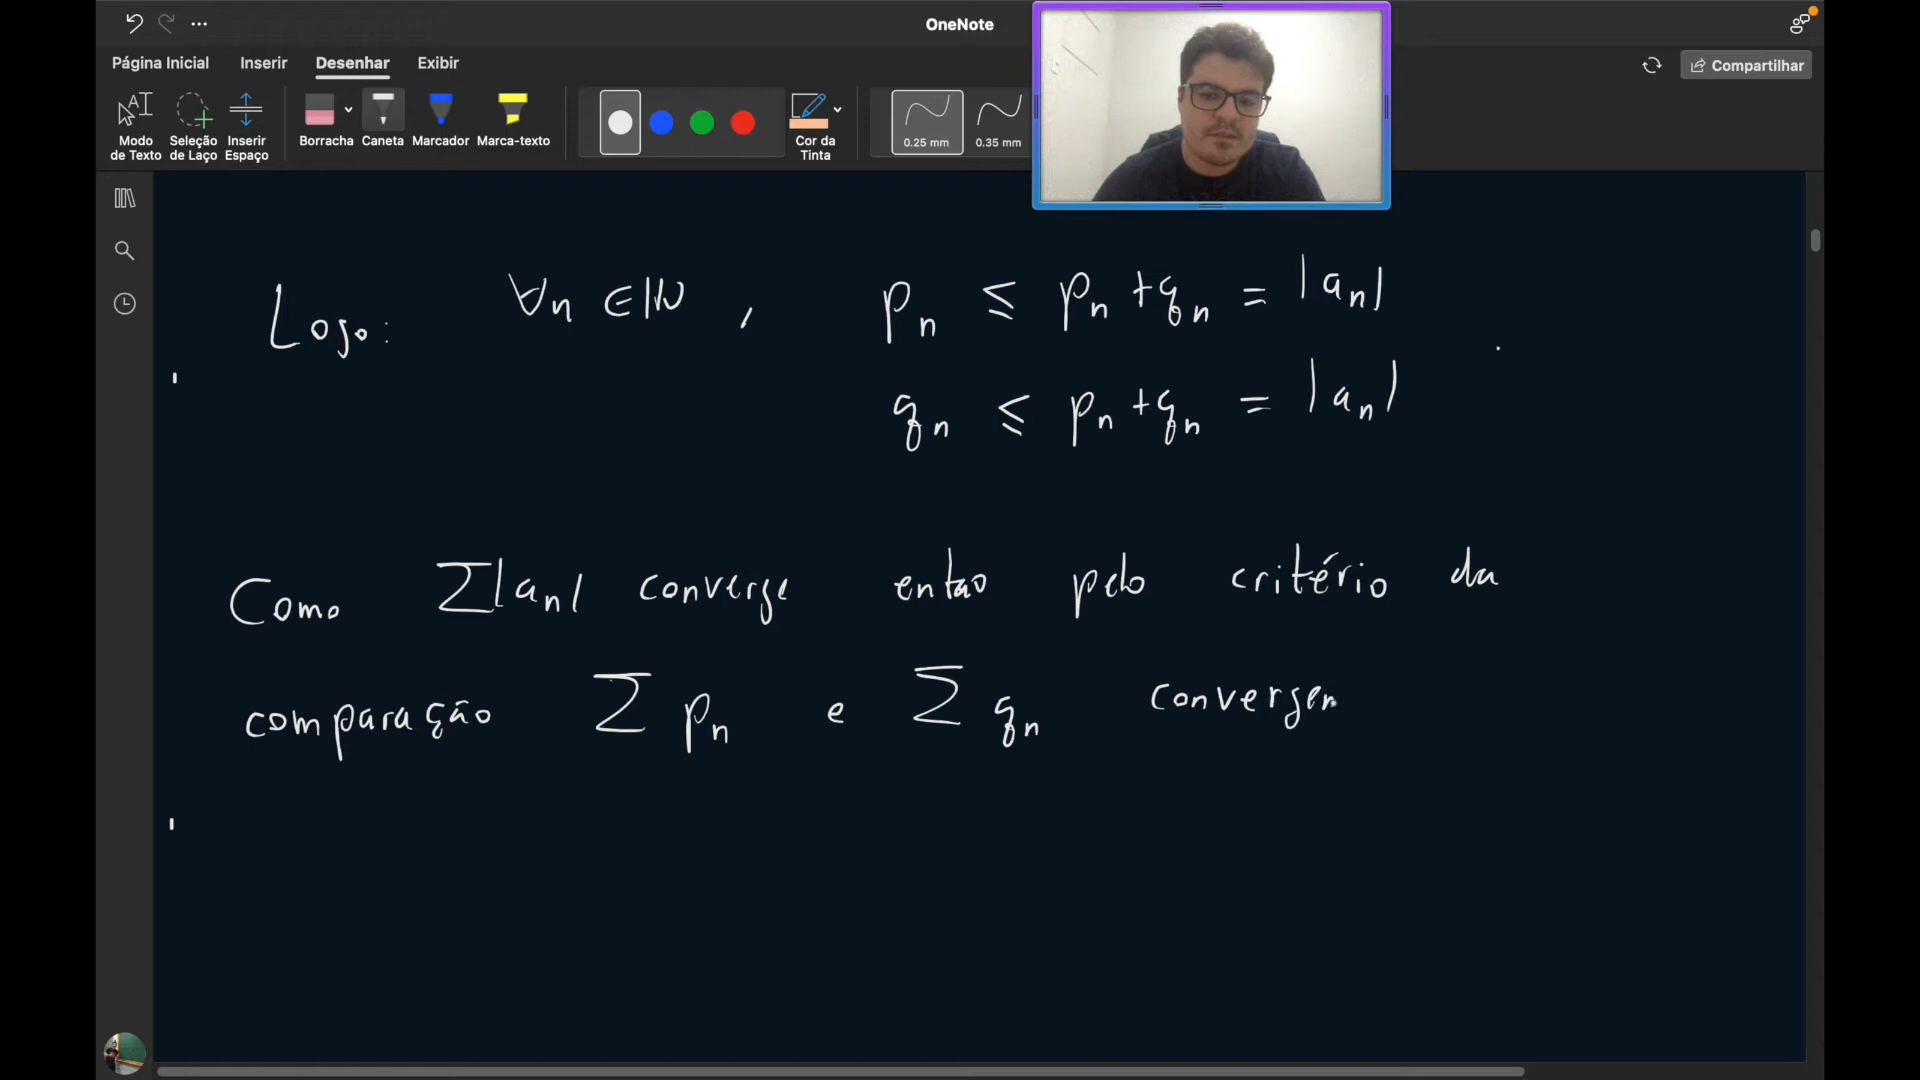 OneNote
Página Inicial Inserir Desenhar Exibir
Compartilhar
Modo de Texto
Seleção de Laço
Inserir Espaço
Borracha
Caneta
Marcador
Marca-texto
Cor da Tinta
0.25 mm
0.35 mm
Logo: ∀n ∈ ℕ, pₙ ≤ pₙ + qₙ = |aₙ|
qₙ ≤ pₙ + qₙ = |aₙ|
Como Σ|aₙ| converge entao pelo critério da
comparação Σ pₙ e Σ qₙ convergem